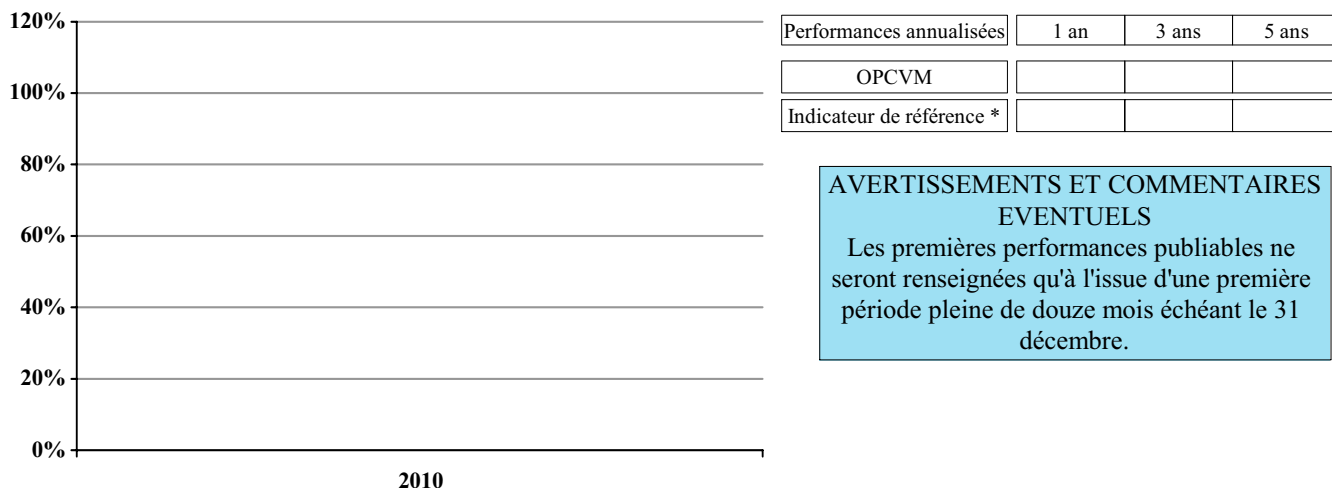 120%
100%
80%
60%
40%
20%
0%
2010
Performances annualisées 1 an 3 ans 5 ans
OPCVM
Indicateur de référence *
AVERTISSEMENTS ET COMMENTAIRES
EVENTUELS
Les premières performances publiables ne
seront renseignées qu'à l'issue d'une première
période pleine de douze mois échéant le 31
décembre.